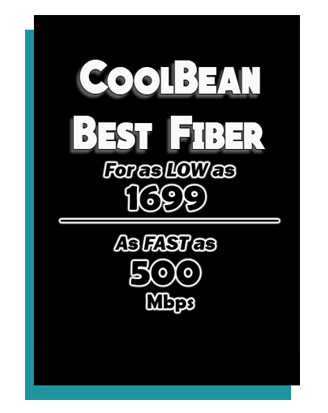 CoolBean
Best Fiber
For as LOW as
1699
As FAST as
500
Mbps